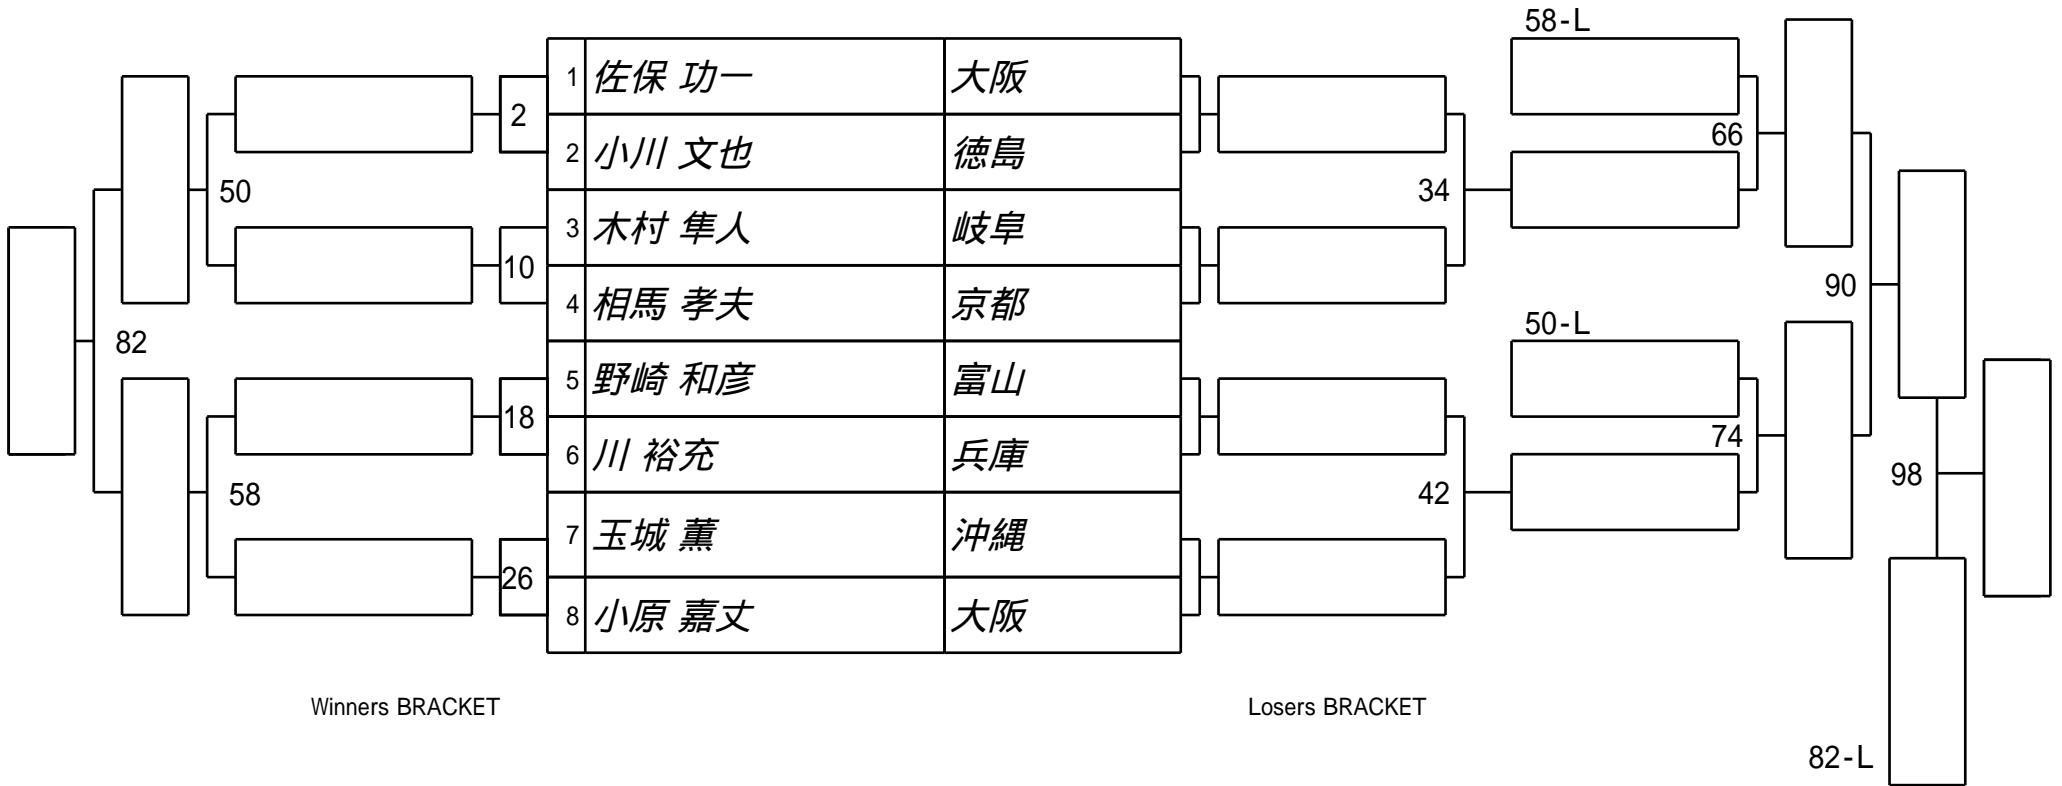 58-L
1 佐保 功一 大阪
2
2 小川 文也 徳島
66
50
34
3 木村 隼人 岐阜
10
4 相馬 孝夫 京都
90
82
50-L
5 野崎 和彦 富山
18
74
6 川 裕充 兵庫
58
42
98
7 玉城 薫 沖縄
26
8 小原 嘉丈 大阪
Winners BRACKET
Losers BRACKET
82-L